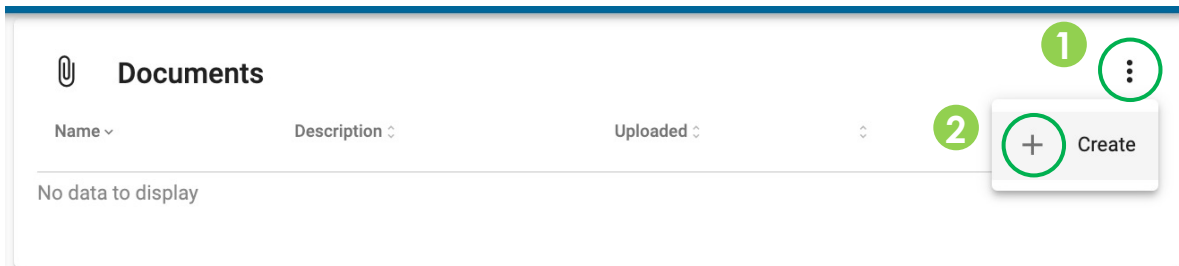 1
Documents
Name Description Uploaded
2
Create
No data to display